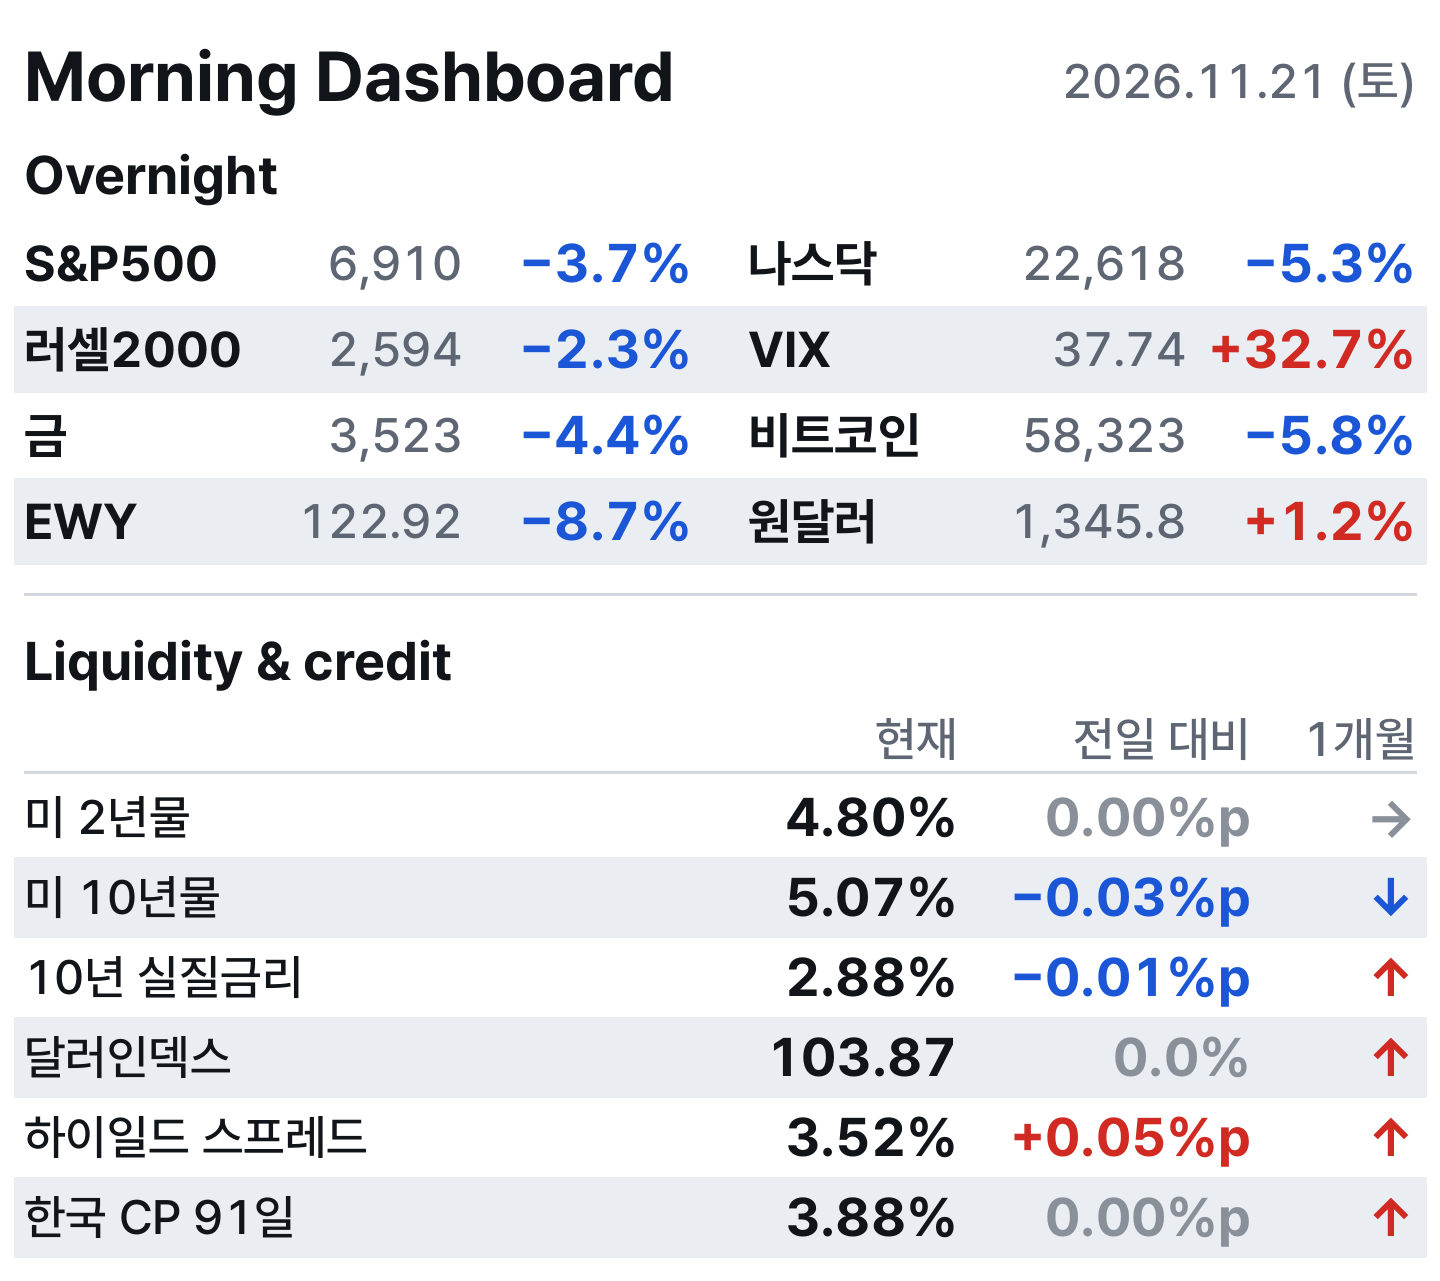 Morning Dashboard 2026.11.21 (토)
Overnight
S&P500 6,910 −3.7% 나스닥 22,618 −5.3%
러셀2000 2,594 −2.3% VIX 37.74 +32.7%
금 3,523 −4.4% 비트코인 58,323 −5.8%
EWY 122.92 −8.7% 원달러 1,345.8 +1.2%
Liquidity & credit
현재 전일 대비 1개월
미 2년물 4.80% 0.00%p →
미 10년물 5.07% −0.03%p ↓
10년 실질금리 2.88% −0.01%p ↑
달러인덱스 103.87 0.0% ↑
하이일드 스프레드 3.52% +0.05%p ↑
한국 CP 91일 3.88% 0.00%p ↑